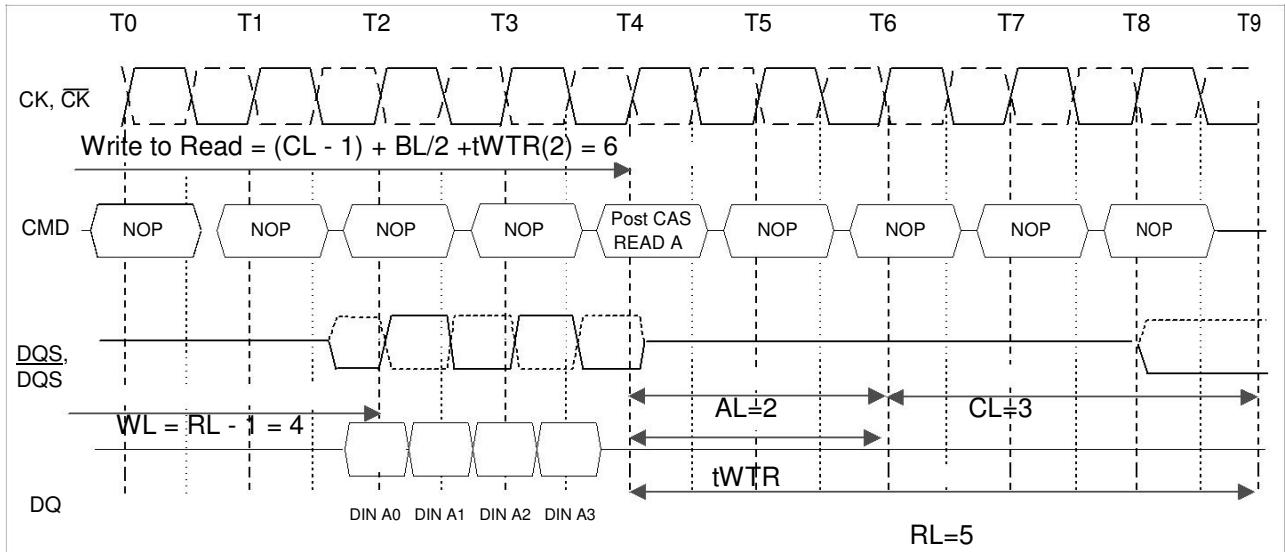 T0 T1 T2 T3 T4 T5 T6 T7 T8 T9
CK, CK
Write to Read = (CL - 1) + BL/2 +tWTR(2) = 6
CMD
NOP NOP NOP NOP Post CAS READ A NOP NOP NOP NOP
DQS,
DQS
AL=2 CL=3
WL = RL - 1 = 4
tWTR
DQ
DIN A0 DIN A1 DIN A2 DIN A3
RL=5